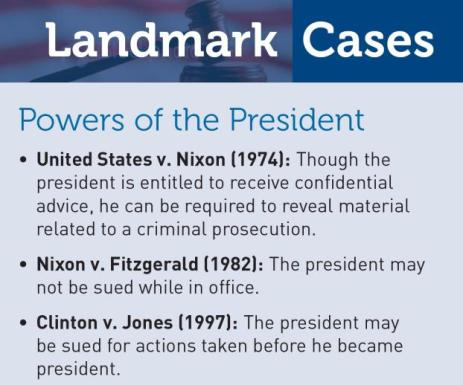 Landmark Cases
Powers of the President
• United States v. Nixon (1974): Though the
president is entitled to receive confidential
advice, he can be required to reveal material
related to a criminal prosecution.
• Nixon v. Fitzgerald (1982): The president may
not be sued while in office.
• Clinton v. Jones (1997): The president may
be sued for actions taken before he became
president.